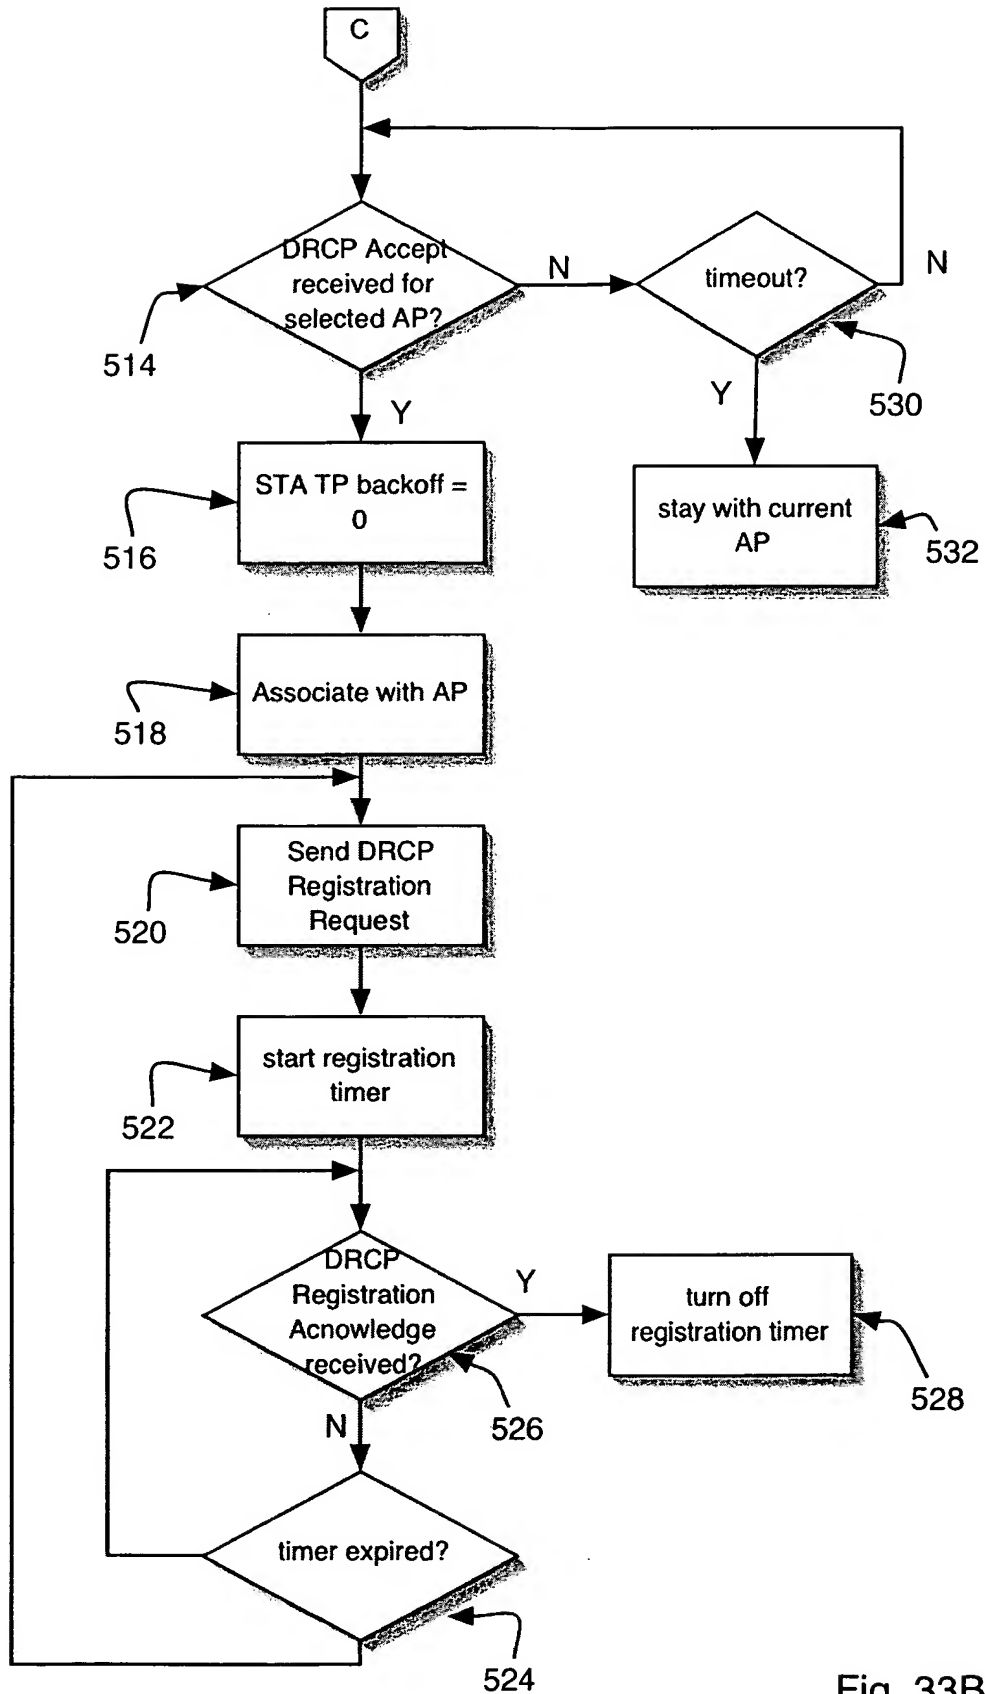 C
DRCP Accept
received for
selected AP?
N
timeout?
N
514
530
Y
Y
STA TP backoff =
0
516
stay with current
AP
532
Associate with AP
518
Send DRCP
Registration
Request
520
start registration
timer
522
DRCP
Registration
Acnowledge
received?
Y
turn off
registration timer
526
528
N
timer expired?
524
Fig. 33B